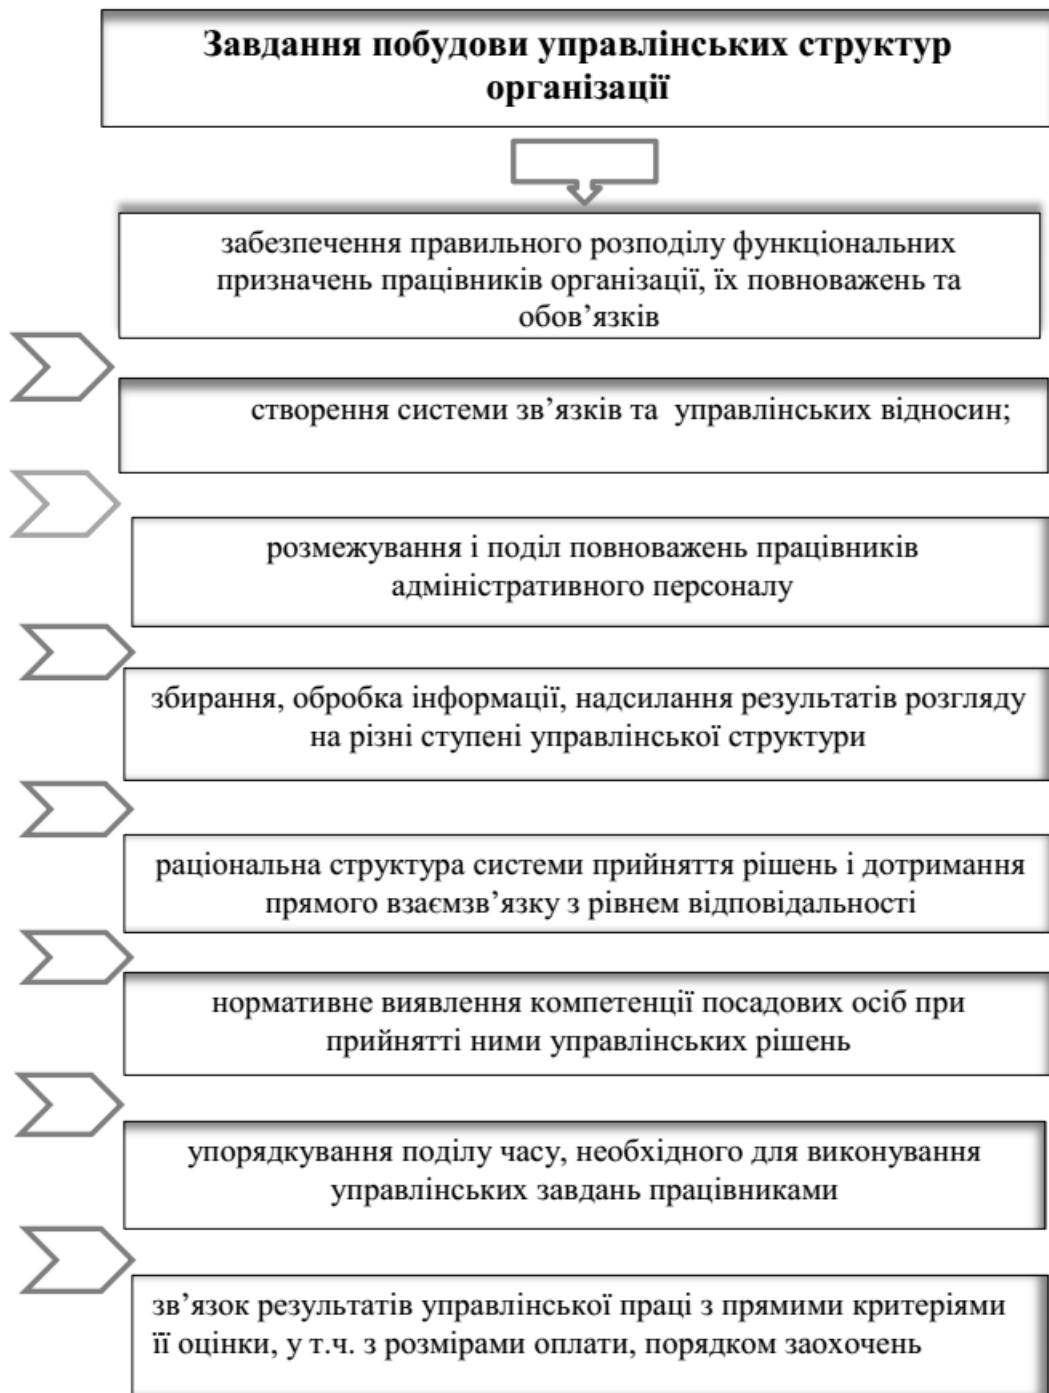 Завдання побудови управлінських структур
організації
забезпечення правильного розподілу функціональних
призначень працівників організації, їх повноважень та
обов’язків
створення системи зв’язків та управлінських відносин;
розмежування і поділ повноважень працівників
адміністративного персоналу
збирання, обробка інформації, надсилання результатів розгляду
на різні ступені управлінської структури
раціональна структура системи прийняття рішень і дотримання
прямого взаємзв’язку з рівнем відповідальності
нормативне виявлення компетенції посадових осіб при
прийнятті ними управлінських рішень
упорядкування поділу часу, необхідного для виконування
управлінських завдань працівниками
зв’язок результатів управлінської праці з прямими критеріями
її оцінки, у т.ч. з розмірами оплати, порядком заохочень